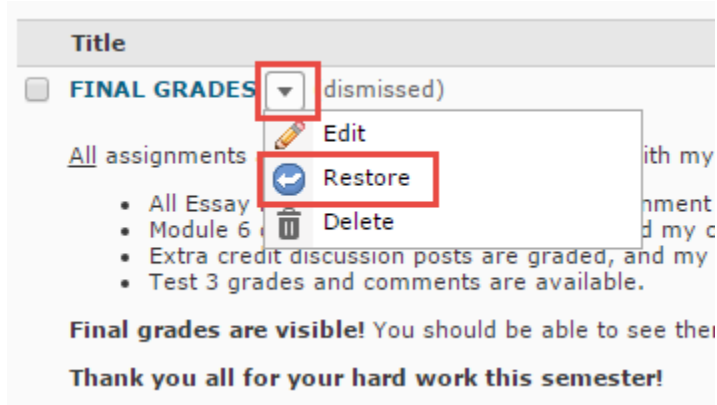 Title
FINAL GRADES dismissed)
Edit
All assignments ith my
Restore
All Essay nment
Delete
Module 6 d my
Extra credit discussion posts are graded, and my
Test 3 grades and comments are available.
Final grades are visible! You should be able to see
Thank you all for your hard work this semester!